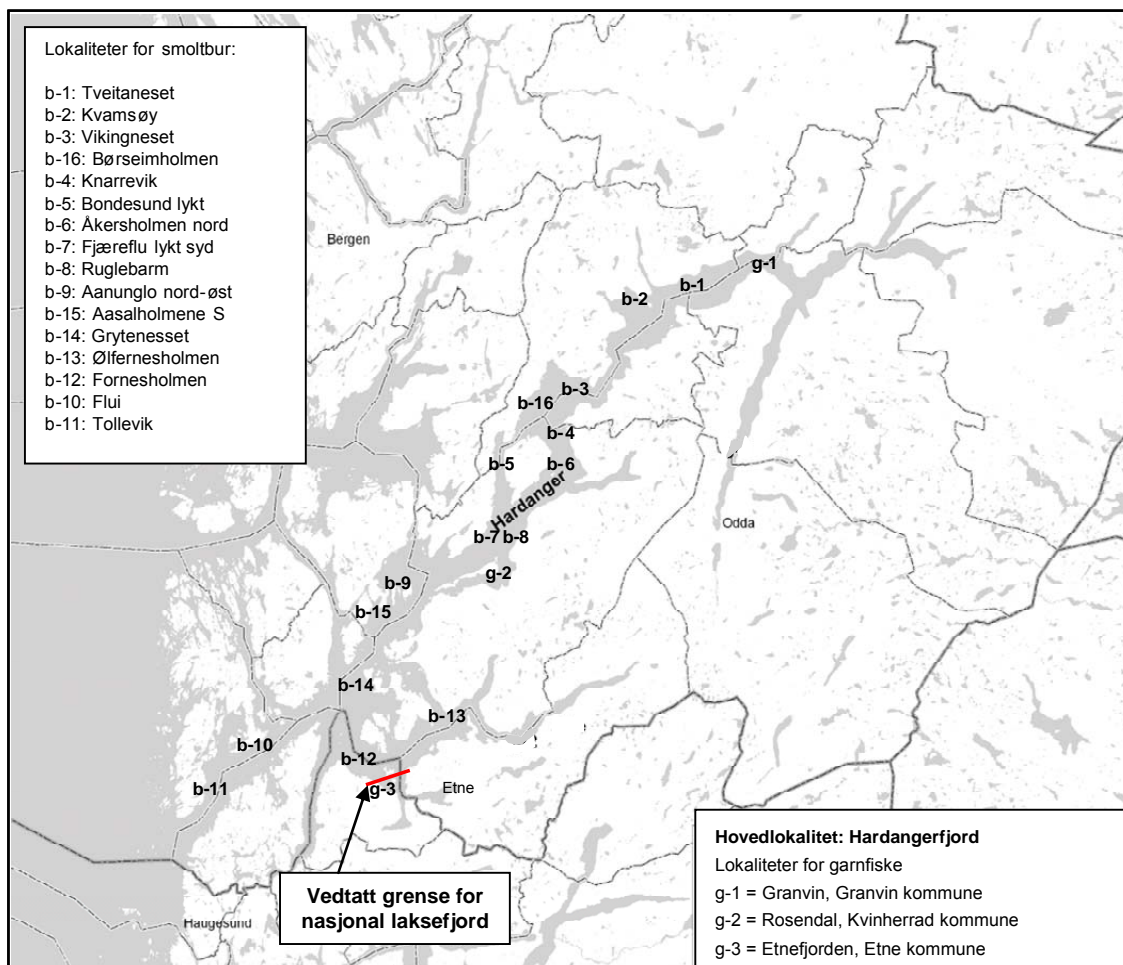 Lokaliteter for smoltbur:
b-1: Tveitaneset
b-2: Kvamsøy
b-3: Vikingneset
b-16: Børseimholmen
b-4: Knarrevik
b-5: Bondesund lykt
b-6: Åkersholmen nord
b-7: Fjæreflu lykt syd
b-8: Ruglebarm
b-9: Aanunglo nord-øst
b-15: Aasalholmene S
b-14: Grytenesset
b-13: Ølfernesholmen
b-12: Fornesholmen
b-10: Flui
b-11: Tollevik
Bergen
g-1
b-1
b-2
b-3
b-16
b-4
b-5
b-6
Hardanger
Odda
b-7
b-8
g-2
b-9
b-15
b-14
b-13
b-10
b-12
b-11
g-3
Etne
Vedtatt grense for
nasjonal laksefjord
Haugesund
Hovedlokalitet: Hardangerfjord
Lokaliteter for garnfiske
g-1 = Granvin, Granvin kommune
g-2 = Rosendal, Kvinherrad kommune
g-3 = Etnefjorden, Etne kommune